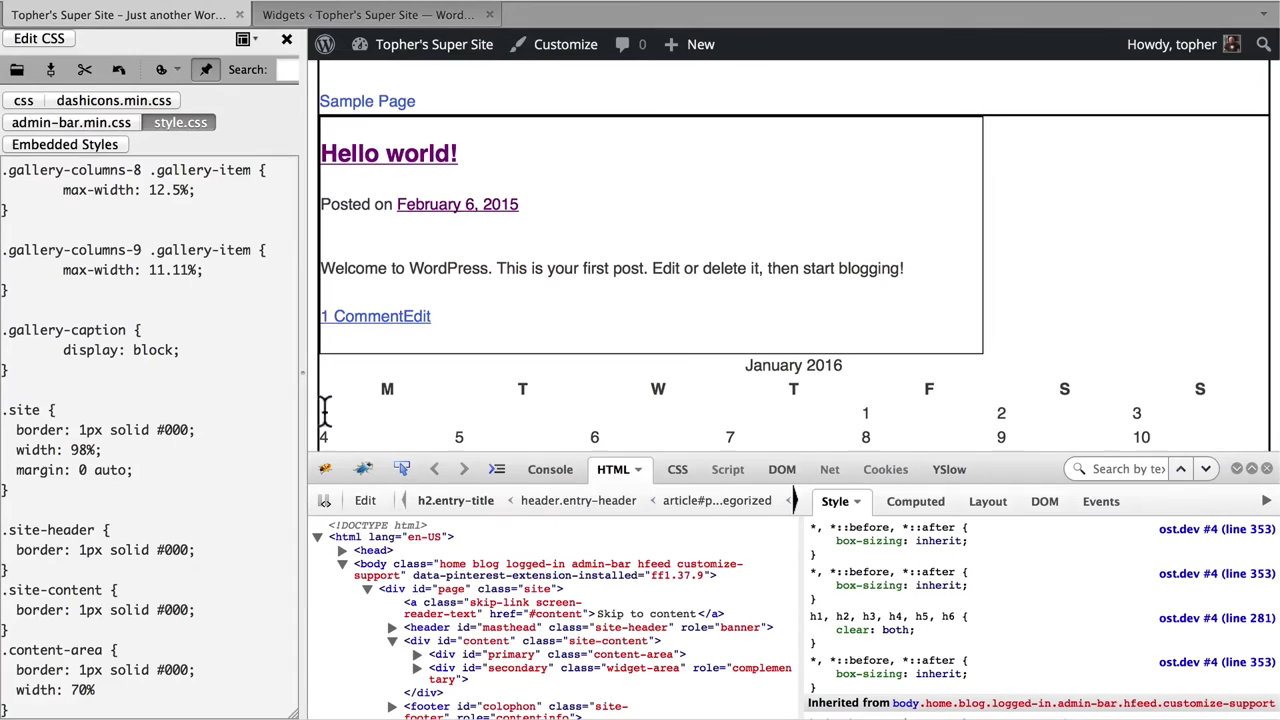 Topher's Super Site – Just another Wor...
Widgets ‹ Topher's Super Site — Word...
Edit CSS
Topher's Super Site
Customize
0
New
Howdy, topher
Search:
css
dashicons.min.css
admin-bar.min.css
style.css
Embedded Styles
.gallery-columns-8 .gallery-item {
max-width: 12.5%;
}
.gallery-columns-9 .gallery-item {
max-width: 11.11%;
}
.gallery-caption {
display: block;
}
.site {
border: 1px solid #000;
width: 98%;
margin: 0 auto;
}
.site-header {
border: 1px solid #000;
}
.site-content {
border: 1px solid #000;
}
.content-area {
border: 1px solid #000;
width: 70%
}
Sample Page
Hello world!
Posted on February 6, 2015
Welcome to WordPress. This is your first post. Edit or delete it, then start blogging!
1 CommentEdit
January 2016
M T W T F S S
1 2 3
4 5 6 7 8 9 10
Console HTML CSS Script DOM Net Cookies YSlow
Search by tex
Edit
h2.entry-title < header.entry-header < article#p...egorized
<!DOCTYPE html>
<html lang="en-US">
<head>
<body class="home blog logged-in admin-bar hfeed customize-
support" data-pinterest-extension-installed="ff1.37.9">
<div id="page" class="site">
<a class="skip-link screen-
reader-text" href="#content">Skip to content</a>
<header id="masthead" class="site-header" role="banner">
<div id="content" class="site-content">
<div id="primary" class="content-area">
<div id="secondary" class="widget-area" role="complemen
tary">
</div>
<footer id="colophon" class="site-
footer" role="contentinfo">
Style Computed Layout DOM Events
*, *::before, *::after {
ost.dev #4 (line 353)
box-sizing: inherit;
}
*, *::before, *::after {
ost.dev #4 (line 353)
box-sizing: inherit;
}
h1, h2, h3, h4, h5, h6 {
ost.dev #4 (line 281)
clear: both;
}
*, *::before, *::after {
ost.dev #4 (line 353)
box-sizing: inherit;
}
Inherited from body.home.blog.logged-in.admin-bar.hfeed.customize-support